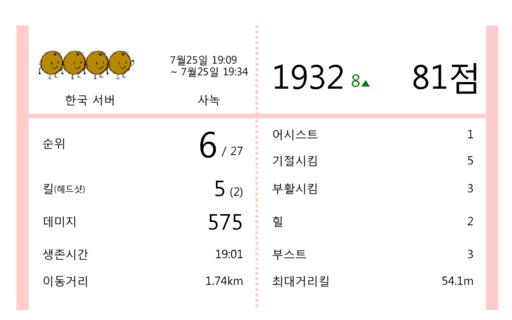 7월25일 19:09
~ 7월25일 19:34
한국 서버
사녹
1932 8▲
81점
순위 6 / 27
킬(헤드샷) 5 (2)
데미지 575
생존시간 19:01
이동거리 1.74km
어시스트 1
기절시킴 5
부활시킴 3
힐 2
부스트 3
최대거리킬 54.1m